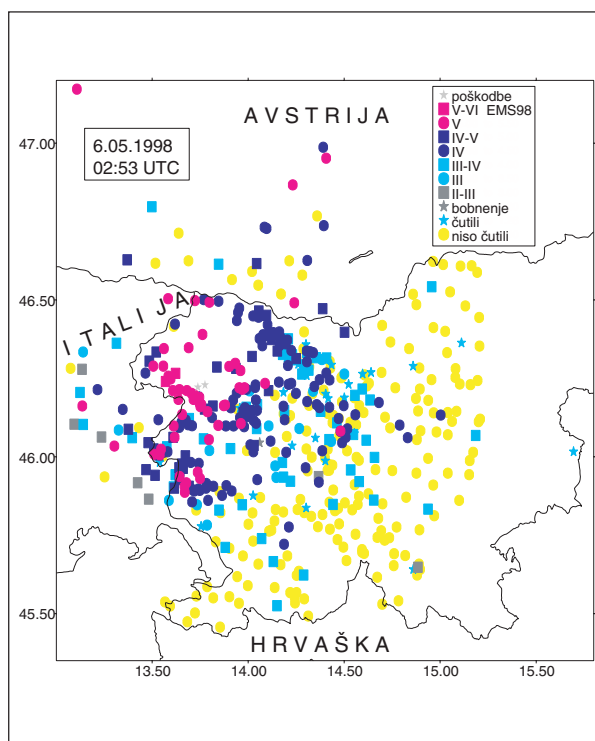 AVSTRIJA
6.05.1998
02:53 UTC
poškodbe
V-VI EMS98
V
IV-V
IV
III-IV
III
II-III
bobnenje
čutili
niso čutili
ITALIJA
HRVAŠKA
47.00
46.50
46.00
45.50
13.50 14.00 14.50 15.00 15.50